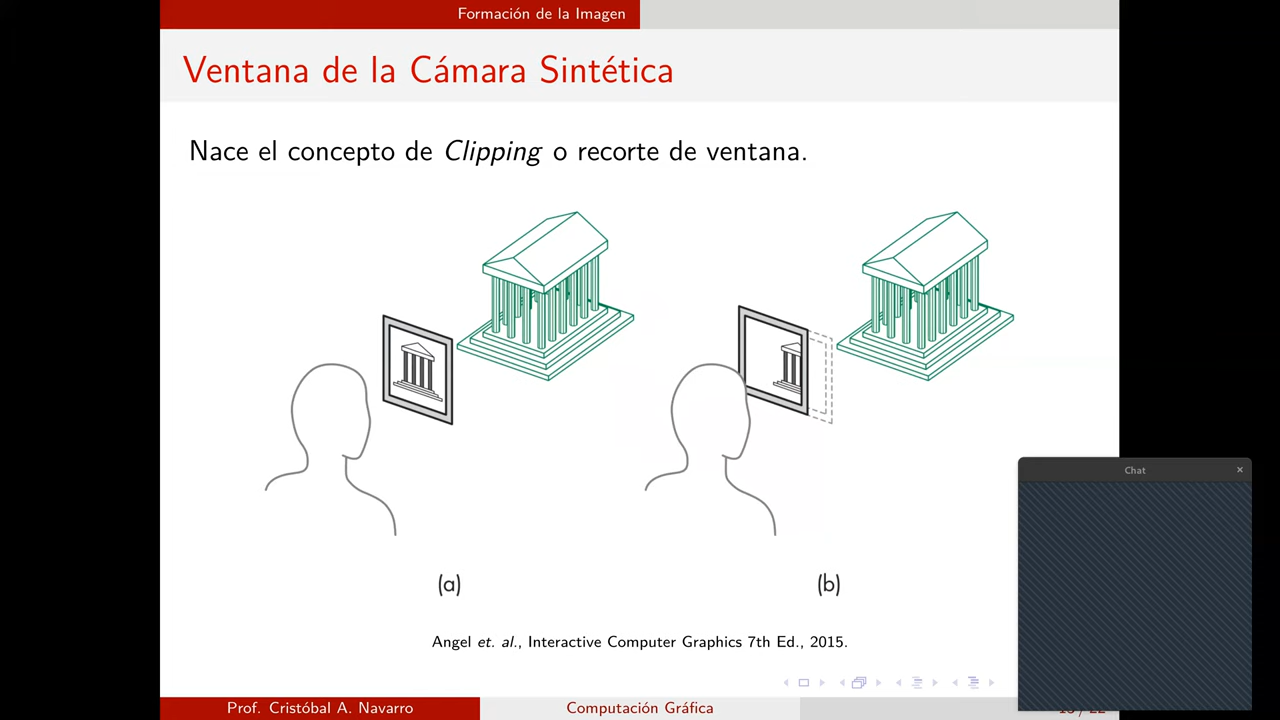 Formación de la Imagen
Ventana de la Cámara Sintética
Nace el concepto de Clipping o recorte de ventana.
(a)
(b)
Angel et. al., Interactive Computer Graphics 7th Ed., 2015.
Chat
Prof. Cristóbal A. Navarro
Computación Gráfica